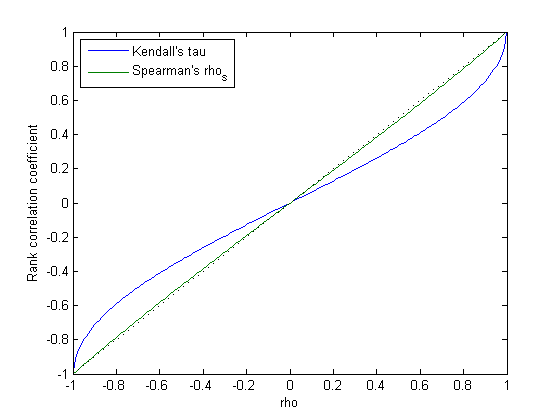 Kendall's tau
Spearman's rho_s
1
0.8
0.6
0.4
0.2
0
-0.2
-0.4
-0.6
-0.8
-1
Rank correlation coefficient
-1 -0.8 -0.6 -0.4 -0.2 0 0.2 0.4 0.6 0.8 1
rho